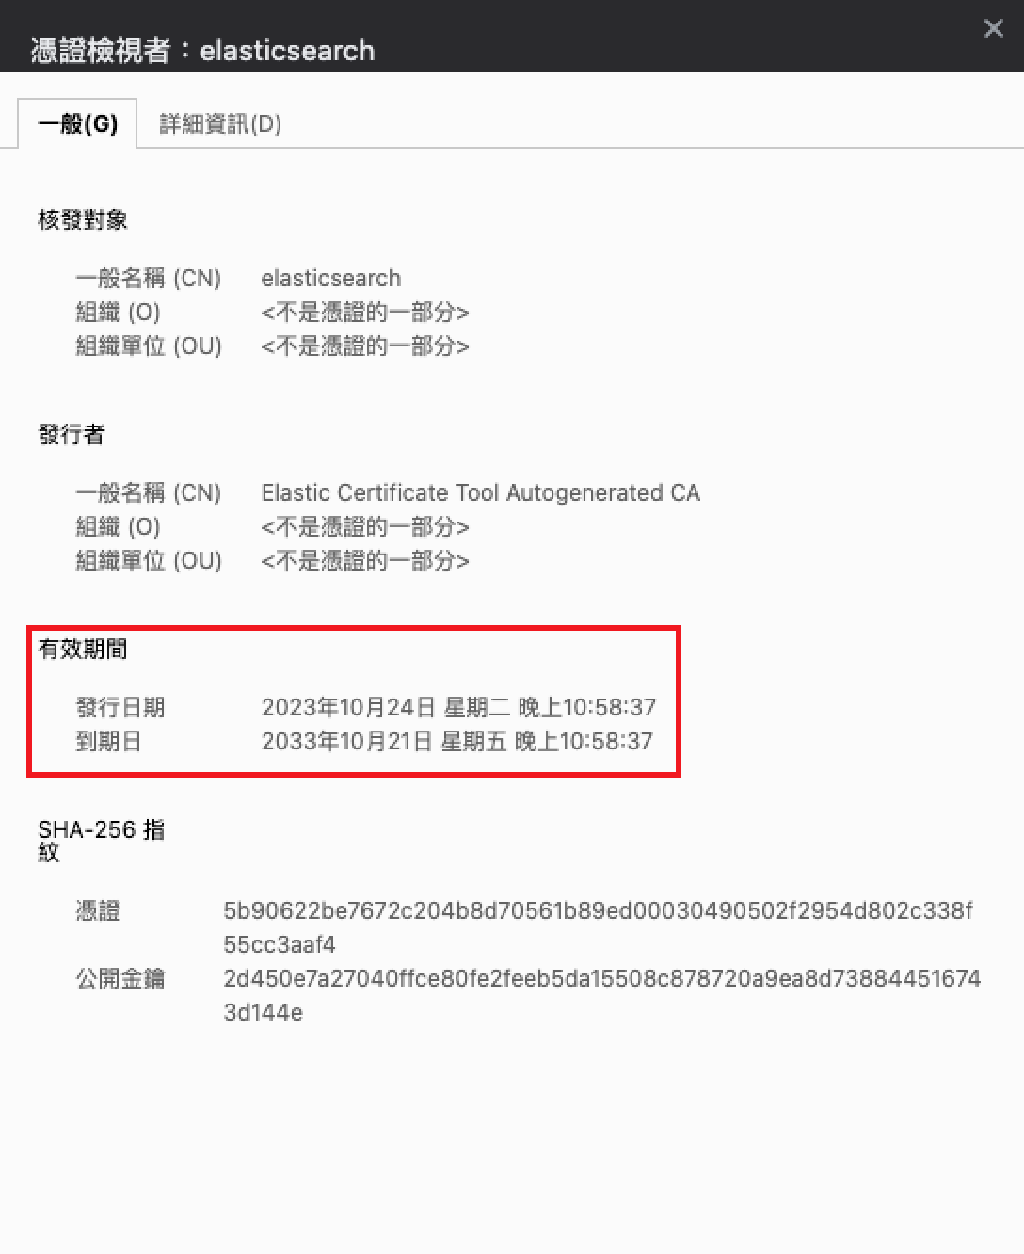 憑證檢視者：elasticsearch
一般(G) 詳細資訊(D)
核發對象
一般名稱 (CN) elasticsearch
組織 (O) <不是憑證的一部分>
組織單位 (OU) <不是憑證的一部分>
發行者
一般名稱 (CN) Elastic Certificate Tool Autogenerated CA
組織 (O) <不是憑證的一部分>
組織單位 (OU) <不是憑證的一部分>
有效期間
發行日期 2023年10月24日 星期二 晚上10:58:37
到期日 2033年10月21日 星期五 晚上10:58:37
SHA-256 指
紋
憑證 5b90622be7672c204b8d70561b89ed00030490502f2954d802c338f
55cc3aaf4
公開金鑰 2d450e7a27040ffce80fe2feeb5da15508c878720a9ea8d73884451674
3d144e